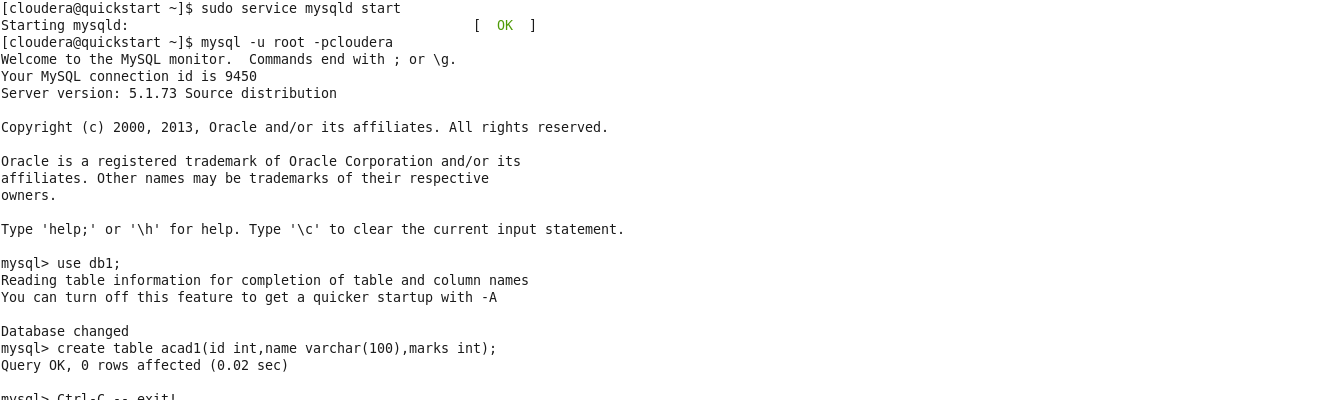 [cloudera@quickstart ~]$ sudo service mysqld start
Starting mysqld:                                           [  OK  ]
[cloudera@quickstart ~]$ mysql -u root -pcloudera
Welcome to the MySQL monitor.  Commands end with ; or \g.
Your MySQL connection id is 9450
Server version: 5.1.73 Source distribution
Copyright (c) 2000, 2013, Oracle and/or its affiliates. All rights reserved.
Oracle is a registered trademark of Oracle Corporation and/or its
affiliates. Other names may be trademarks of their respective
owners.
Type 'help;' or '\h' for help. Type '\c' to clear the current input statement.
mysql> use db1;
Reading table information for completion of table and column names
You can turn off this feature to get a quicker startup with -A
Database changed
mysql> create table acad1(id int,name varchar(100),marks int);
Query OK, 0 rows affected (0.02 sec)
mysql> Ctrl-C -- exit!